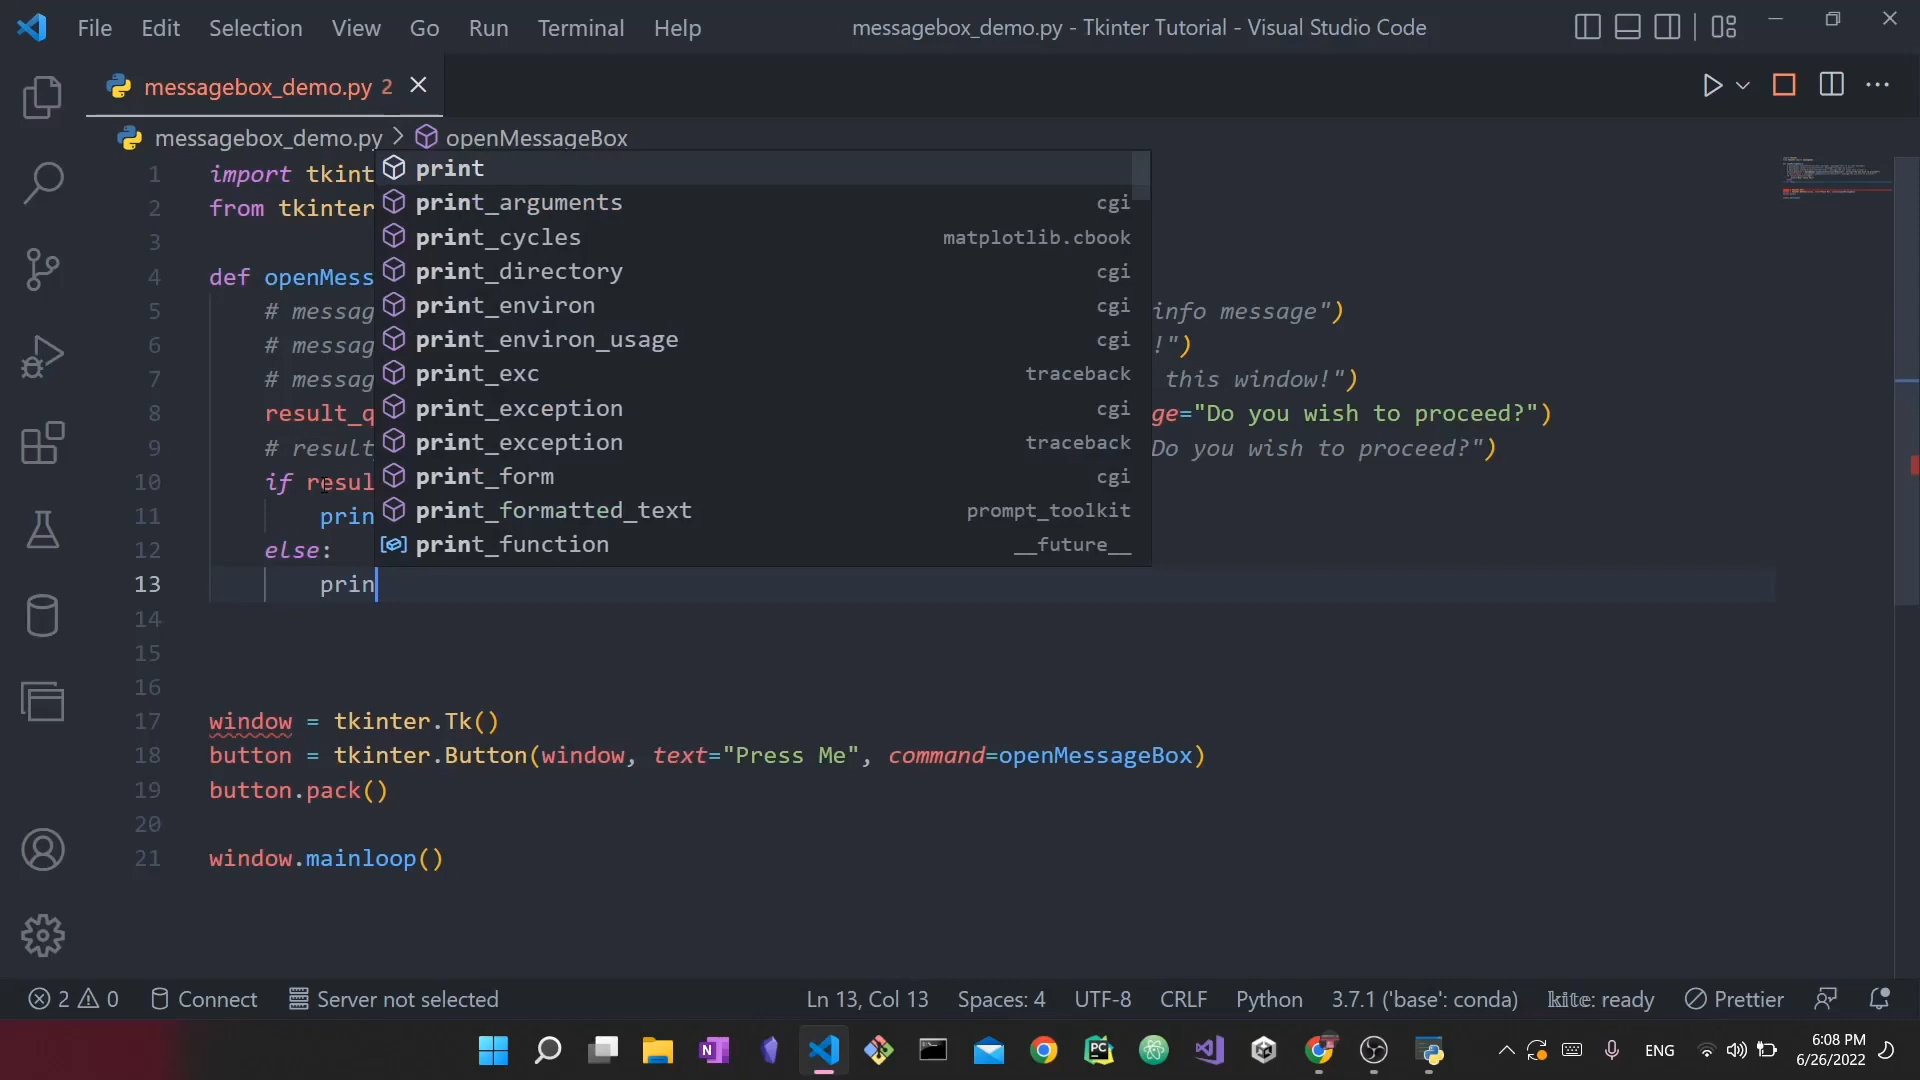 File Edit Selection View Go Run Terminal Help
messagebox_demo.py - Tkinter Tutorial - Visual Studio Code
messagebox_demo.py 2
messagebox_demo.py > openMessageBox
1 import tkint
2 from tkinter
3
4 def openMess
5 # messag info message")
6 # messag !")
7 # messag this window!")
8 result_q ge="Do you wish to proceed?")
9 # result Do you wish to proceed?")
10 if resul
11 prin
12 else:
13 prin
print
print_arguments cgi
print_cycles matplotlib.cbook
print_directory cgi
print_environ cgi
print_environ_usage cgi
print_exc traceback
print_exception cgi
print_exception traceback
print_form cgi
print_formatted_text prompt_toolkit
print_function __future__
14
15
16
17 window = tkinter.Tk()
18 button = tkinter.Button(window, text="Press Me", command=openMessageBox)
19 button.pack()
20
21 window.mainloop()
2 0 Connect Server not selected Ln 13, Col 13 Spaces: 4 UTF-8 CRLF Python 3.7.1 ('base': conda) kite: ready Prettier
ENG
6:08 PM
6/26/2022